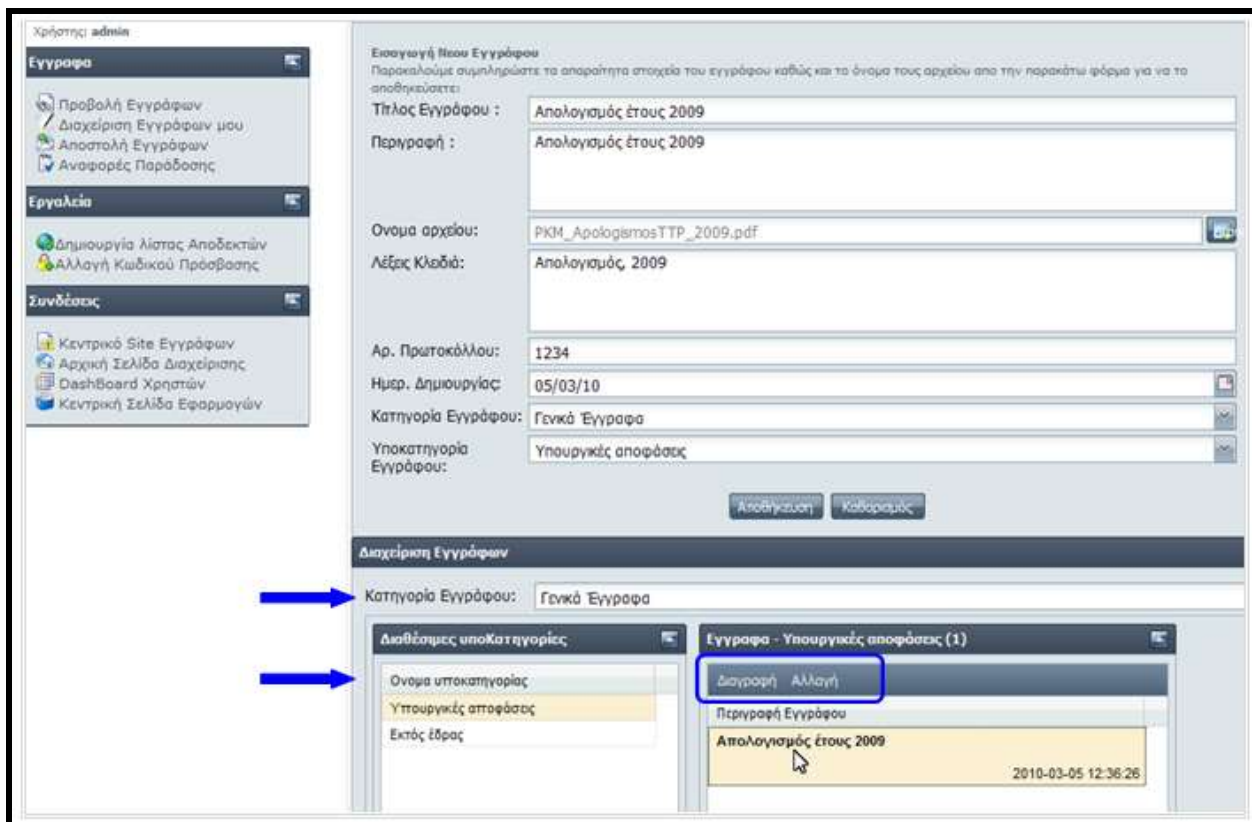 Χρήστης: admin
Εγγραφα
Προβολή Εγγράφων
Διαχείριση Εγγράφων μου
Αποστολή Εγγράφων
Αναφορές Παράδοσης
Εργαλεία
Δημιουργία λίστας Αποδεκτών
Αλλαγή Κωδικού Πρόσβασης
Συνδέσεις
Κεντρικό Site Εγγράφων
Αρχική Σελίδα Διαχείρισης
DashBoard Χρηστών
Κεντρική Σελίδα Εφαρμογών
Εισαγωγή Νεου Εγγράφου
Παρακαλούμε συμπληρώστε τα απαραίτητα στοιχεία του εγγράφου καθώς και το όνομα τους αρχείου απο την παρακάτω φόρμα για να το
αποθηκεύσετε:
Τίτλος Εγγράφου : Απολογισμός έτους 2009
Περιγραφή : Απολογισμός έτους 2009
Ονομα αρχείου: PKM_ApologismosTTP_2009.pdf
Λέξεις Κλειδιά: Απολογισμός, 2009
Αρ. Πρωτοκόλλου: 1234
Ημερ. Δημιουργίας: 05/03/10
Κατηγορία Εγγράφου: Γενικά Έγγραφα
Υποκατηγορία
Εγγράφου: Υπουργικές αποφάσεις
Αποθήκευση Καθαρισμός
Διαχείριση Εγγράφων
Κατηγορία Εγγράφου: Γενικά Έγγραφα
Διαθέσιμες υποΚατηγορίες
Ονομα υποκατηγορίας
Υπουργικές αποφάσεις
Εκτός έδρας
Εγγραφα - Υπουργικές αποφάσεις (1)
Διαγραφή Αλλαγή
Περιγραφή Εγγράφου
Απολογισμός έτους 2009
2010-03-05 12:36:26